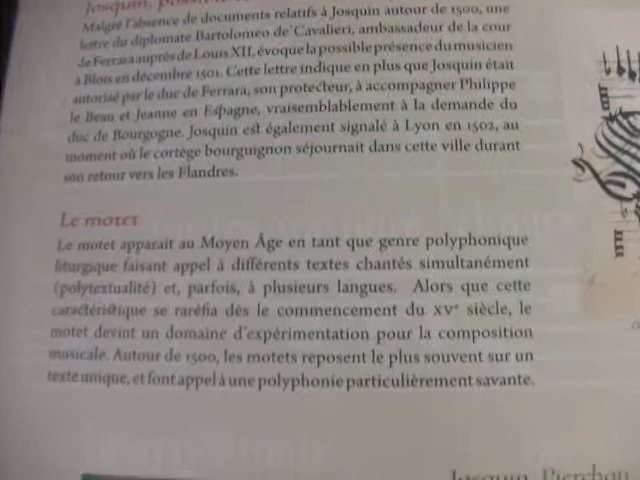 Josquin,
Malgré l'absence de documents relatifs à Josquin autour de 1500, une
lettre du diplomate Bartolomeo de' Cavalieri, ambassadeur de la cour
de Ferrara auprès de Louis XII, évoque la possible présence du musicien
à Blois en décembre 1501. Cette lettre indique en plus que Josquin était
autorisé par le duc de Ferrara, son protecteur, à accompagner Philippe
le Beau et Jeanne en Espagne, vraisemblablement à la demande du
duc de Bourgogne. Josquin est également signalé à Lyon en 1502, au
moment où le cortège bourguignon séjournait dans cette ville durant
son retour vers les Flandres.
Le motet
Le motet apparait au Moyen Âge en tant que genre polyphonique
liturgique faisant appel à différents textes chantés simultanément
(polytextualité) et, parfois, à plusieurs langues. Alors que cette
caractéristique se raréfia dès le commencement du XVe siècle, le
motet devint un domaine d'expérimentation pour la composition
musicale. Autour de 1500, les motets reposent le plus souvent sur un
texte unique, et font appel à une polyphonie particulièrement savante.
Josquin Pierchon